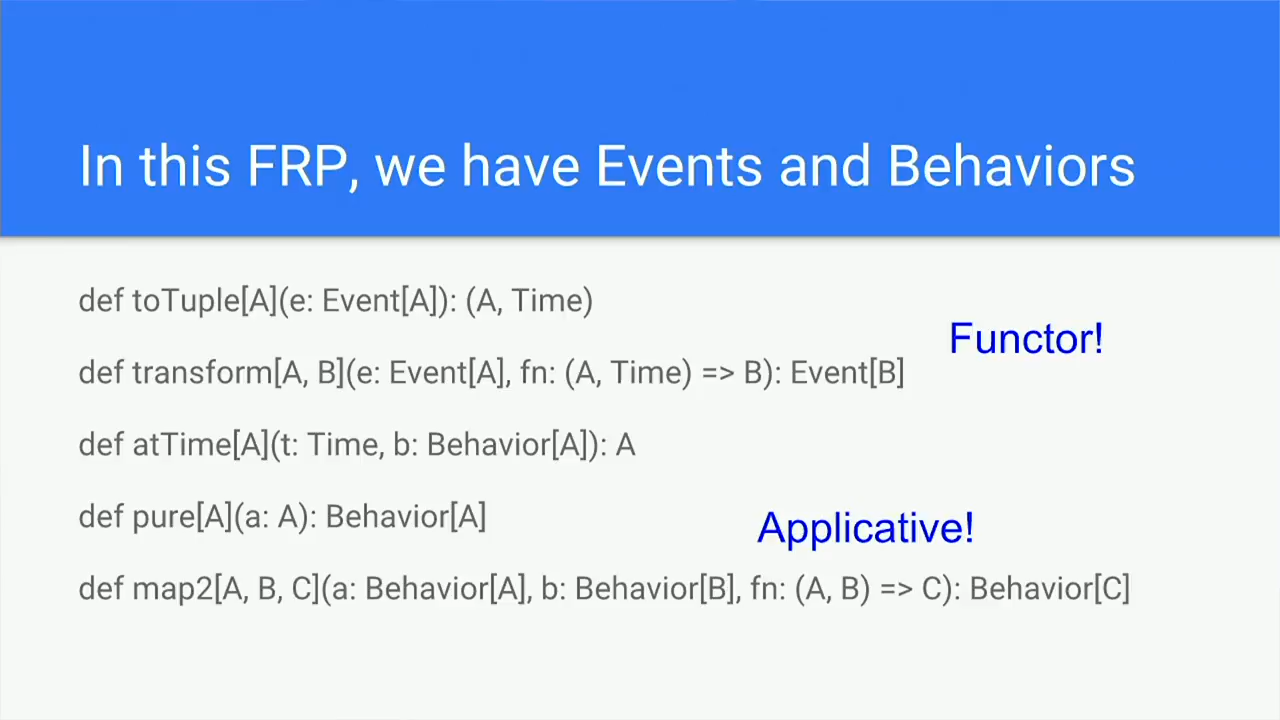 In this FRP, we have Events and Behaviors
def toTuple[A](e: Event[A]): (A, Time)
Functor!
def transform[A, B](e: Event[A], fn: (A, Time) => B): Event[B]
def atTime[A](t: Time, b: Behavior[A]): A
def pure[A](a: A): Behavior[A]
Applicative!
def map2[A, B, C](a: Behavior[A], b: Behavior[B], fn: (A, B) => C): Behavior[C]